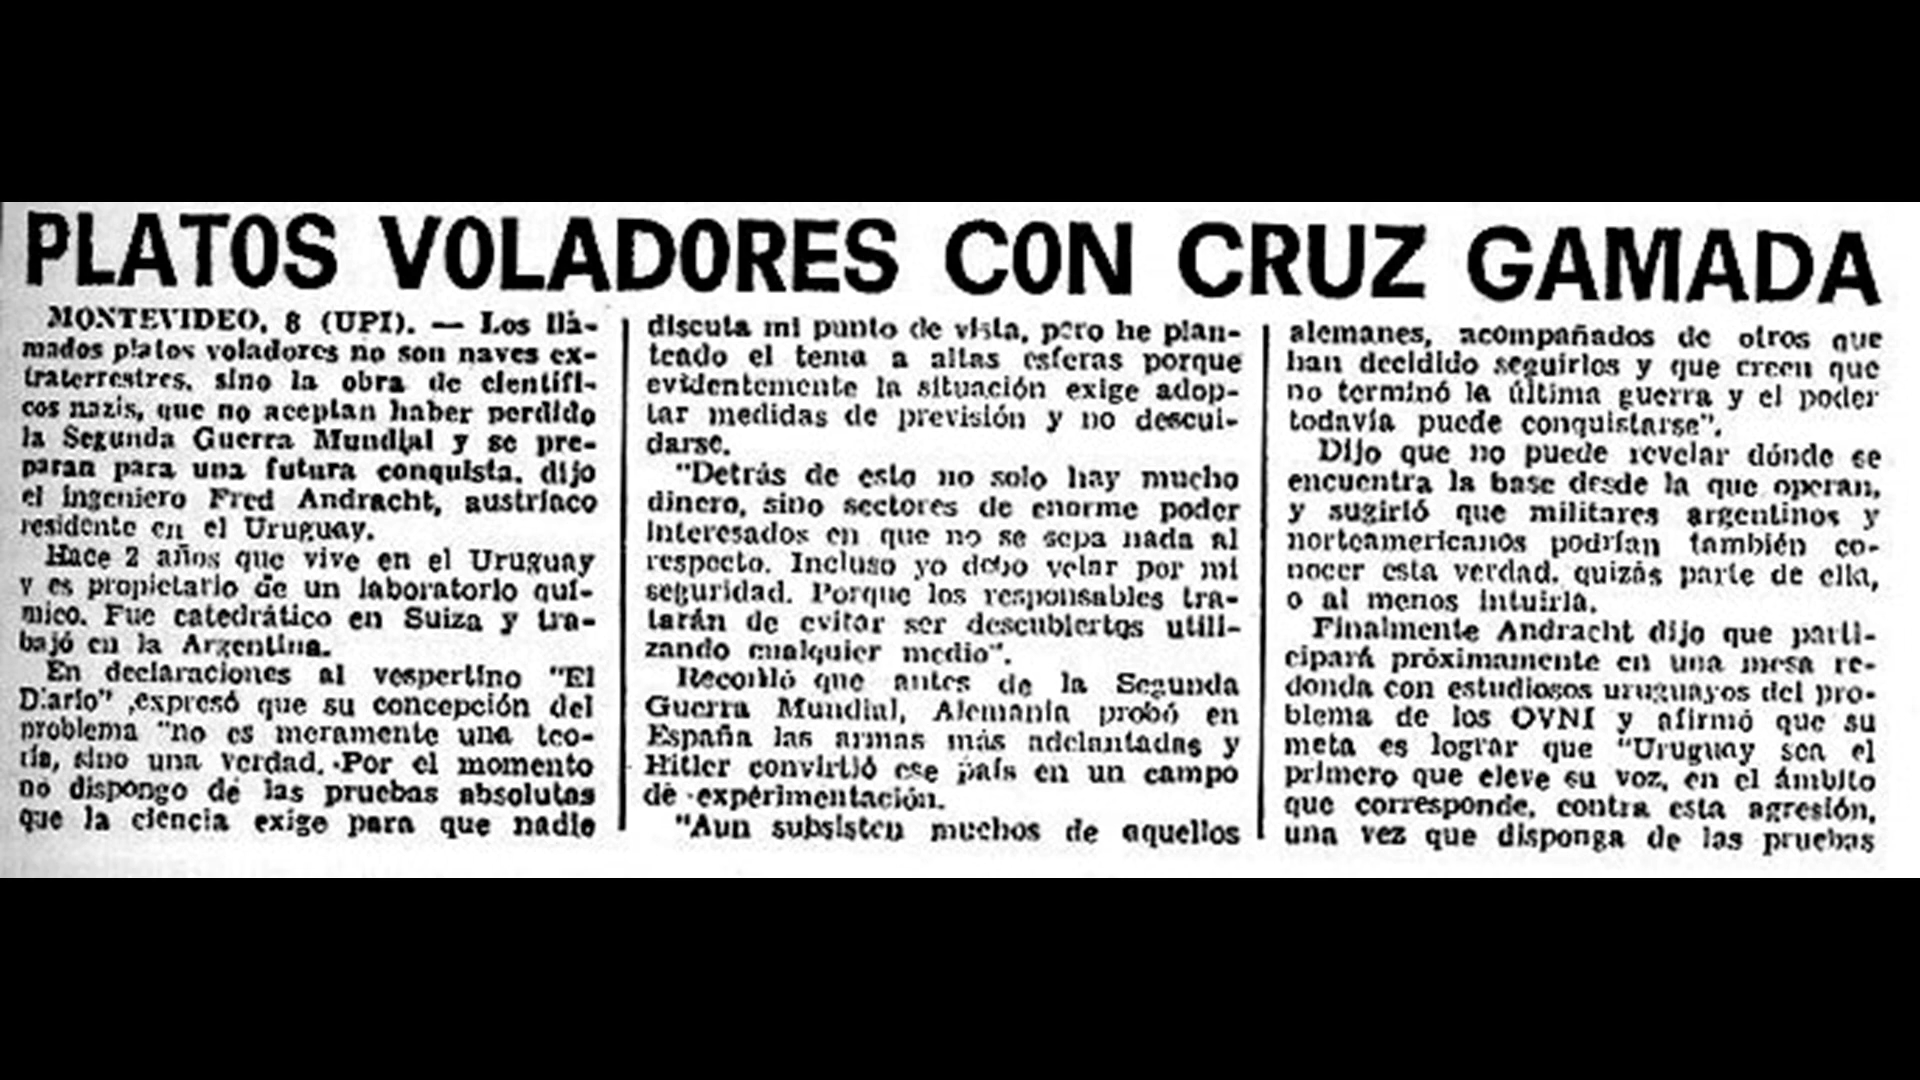 PLATOS VOLADORES CON CRUZ GAMADA
MONTEVIDEO, 8 (UPI). — Los lla-
mados platos voladores no son naves ex-
traterrestres, sino la obra de cientifi-
cos nazis, que no aceptan haber perdido
la Segunda Guerra Mundial y se pre-
paran para una futura conquista, dijo
el ingeniero Fred Andracht, austríaco
residente en el Uruguay.
Hace 2 años que vive en el Uruguay
y es propietario de un laboratorio quí-
mico. Fue catedrático en Suiza y tra-
bajó en la Argentina.
En declaraciones al vespertino "El
Diario" ,expresó que su concepción del
problema "no es meramente una teo-
ría, sino una verdad. Por el momento
no dispongo de las pruebas absolutas
que la ciencia exige para que nadie
discuta mi punto de vista, pero he plan-
teado el tema a altas esferas porque
evidentemente la situación exige adop-
tar medidas de previsión y no descui-
darse.
"Detrás de esto no solo hay mucho
dinero, sino sectores de enorme poder
interesados en que no se sepa nada al
respecto. Incluso yo debo velar por mi
seguridad. Porque los responsables tra-
tarán de evitar ser descubiertos utili-
zando cualquier medio".
Recordó que antes de la Segunda
Guerra Mundial, Alemania probó en
España las armas más adelantadas y
Hitler convirtió ese país en un campo
de experimentación.
"Aun subsisten muchos de aquellos
alemanes, acompañados de otros que
han decidido seguirlos y que creen que
no terminó la última guerra y el poder
todavía puede conquistarse".
Dijo que no puede revelar dónde se
encuentra la base desde la que operan,
y sugirió que militares argentinos y
norteamericanos podrían también co-
nocer esta verdad, quizás parte de ella,
o al menos intuirla.
Finalmente Andracht dijo que parti-
cipará próximamente en una mesa re-
donda con estudiosos uruguayos del pro-
blema de los OVNI y afirmó que su
meta es lograr que "Uruguay sea el
primero que eleve su voz, en el ámbito
que corresponde, contra esta agresión,
una vez que disponga de las pruebas